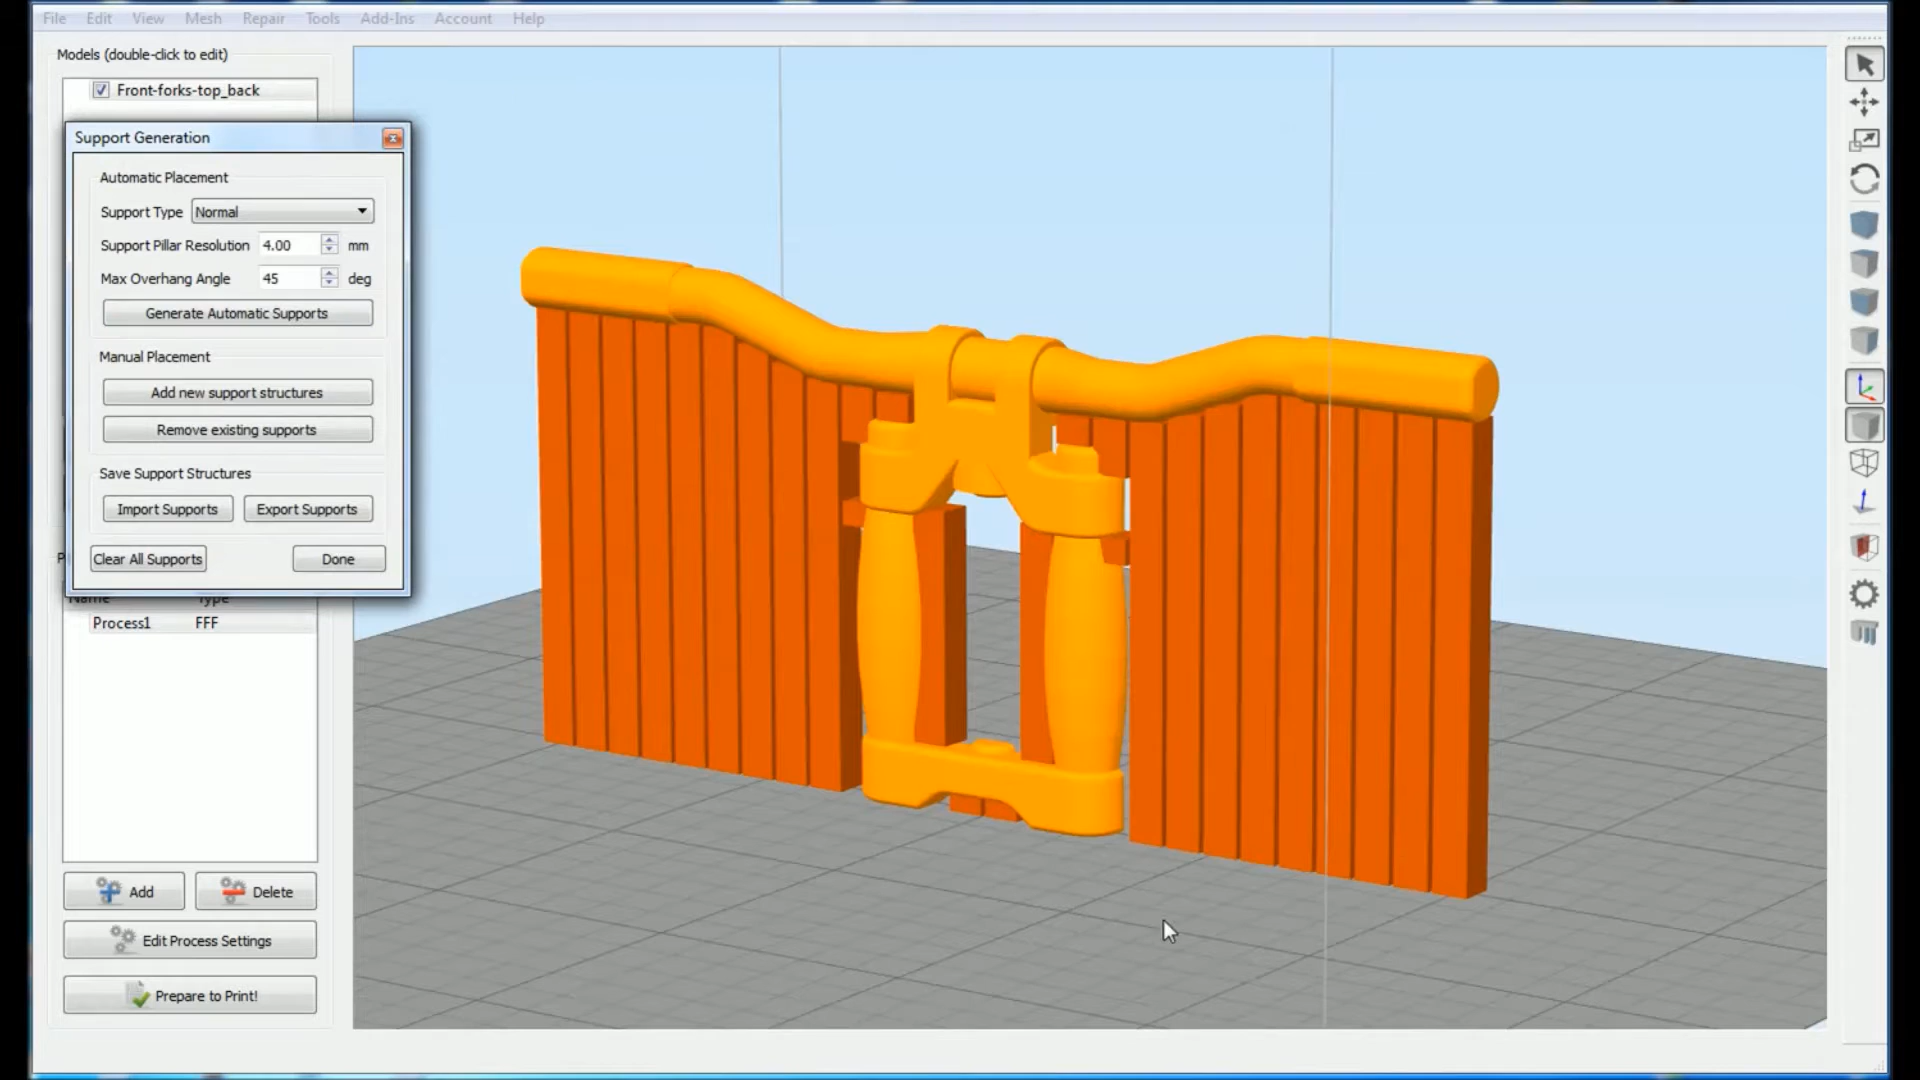 File Edit View Mesh Repair Tools Add-Ins Account Help
Models (double-click to edit)
Front-forks-top_back
Support Generation
Automatic Placement
Support Type Normal
Support Pillar Resolution 4.00 mm
Max Overhang Angle 45 deg
Generate Automatic Supports
Manual Placement
Add new support structures
Remove existing supports
Save Support Structures
Import Supports Export Supports
Clear All Supports Done
Name Type
Process1 FFF
Add Delete
Edit Process Settings
Prepare to Print!